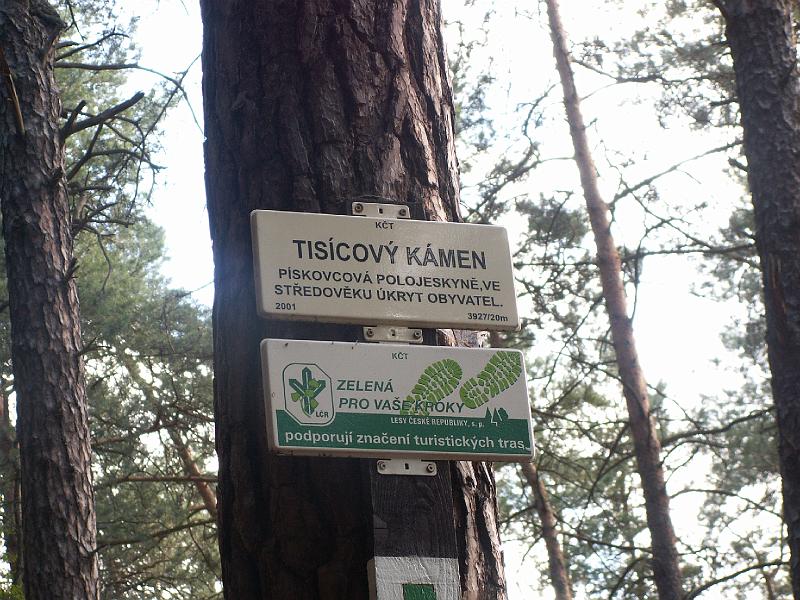 KČT
TISÍCOVÝ KÁMEN
PÍSKOVCOVÁ POLOJESKYNĚ,VE
STŘEDOVĚKU ÚKRYT OBYVATEL.
2001 3927/20m
KČT
LČR
ZELENÁ
PRO VAŠE KROKY
LESY ČESKÉ REPUBLIKY, s. p.
podporují značení turistických tras